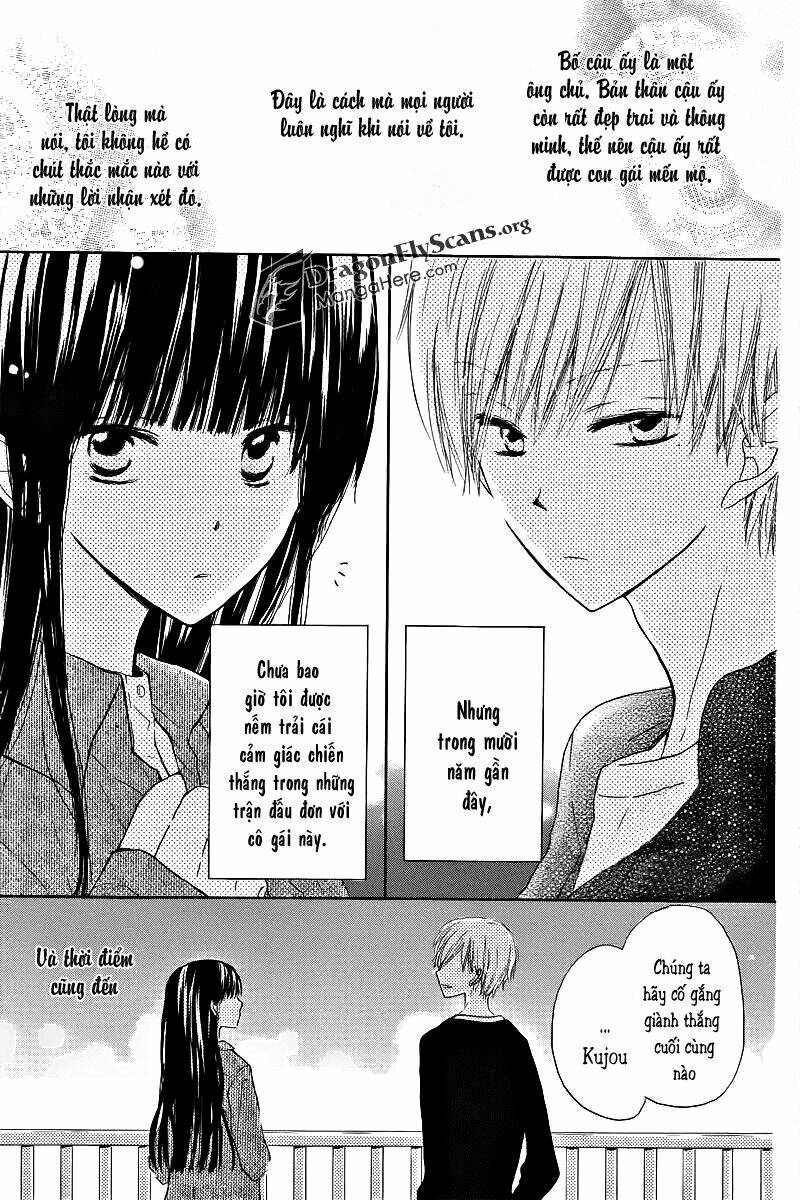 Bố cậu ấy là một
ông chủ. Bản thân cậu ấy
còn rất đẹp trai và thông
minh, thế nên cậu ấy rất
được con gái mến mộ.
Đây là cách mà mọi người
luôn nghĩ khi nói về tôi.
Thật lòng mà
nói, tôi không hề có
chút thắc mắc nào với
những lời nhận xét đó.
DragonFlyScans.org
MangaHere.com
Nhưng
trong mười
năm gần
đây,
Chưa bao
giờ tôi được
nếm trải cái
cảm giác chiến
thắng trong những
trận đấu đơn với
cô gái này.
Chúng ta
hãy cố gắng
giành thắng
cuối cùng
nào
...
Kujou
Và thời điểm
cũng đến